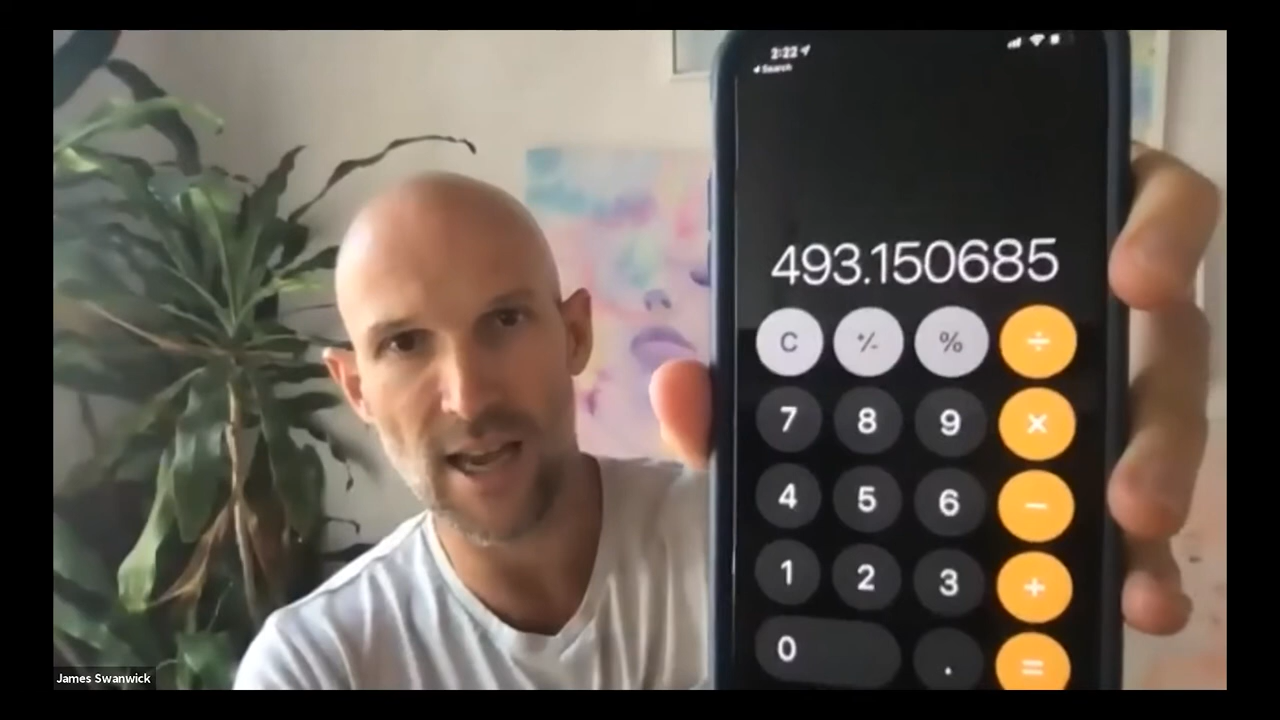 2:22
Search
493.150685
C +/- % ÷
7 8 9 ×
4 5 6 −
1 2 3 +
0 . =
James Swanwick